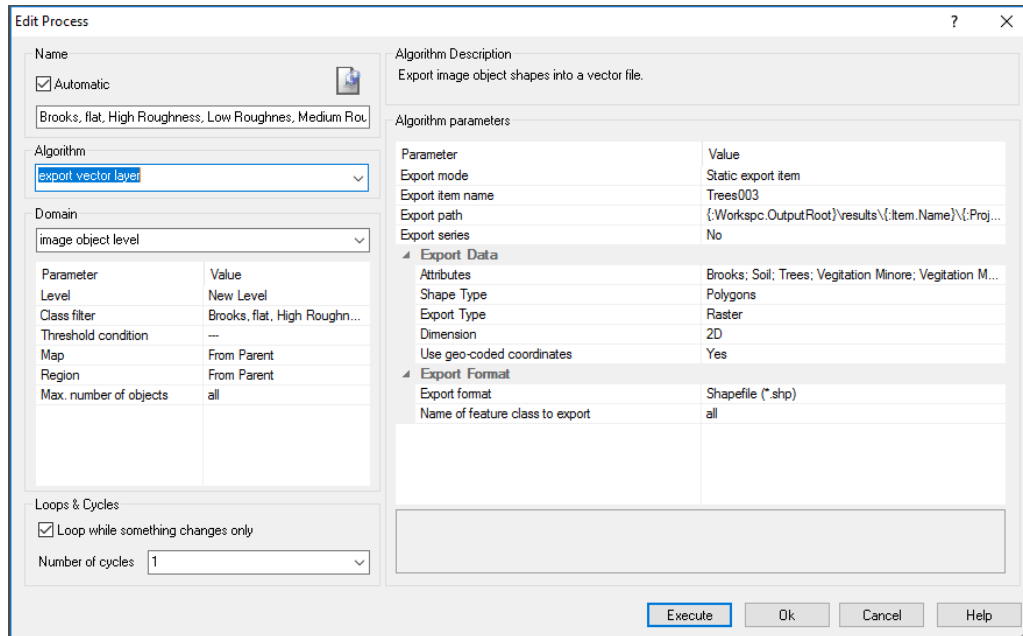 Edit Process
? ×
Name
Automatic
Brooks, flat, High Roughness, Low Roughnes, Medium Rou
Algorithm
export vector layer
Domain
image object level
Parameter Value
Level New Level
Class filter Brooks, flat, High Roughn...
Threshold condition ---
Map From Parent
Region From Parent
Max. number of objects all
Loops & Cycles
Loop while something changes only
Number of cycles 1
Algorithm Description
Export image object shapes into a vector file.
Algorithm parameters
Parameter Value
Export mode Static export item
Export item name Trees003
Export path {:Workspc.OutputRoot}\results\{:Item.Name}\{:Proj...
Export series No
Export Data
Attributes Brooks; Soil; Trees; Vegitation Minore; Vegitation M...
Shape Type Polygons
Export Type Raster
Dimension 2D
Use geo-coded coordinates Yes
Export Format
Export format Shapefile (*.shp)
Name of feature class to export all
Execute Ok Cancel Help